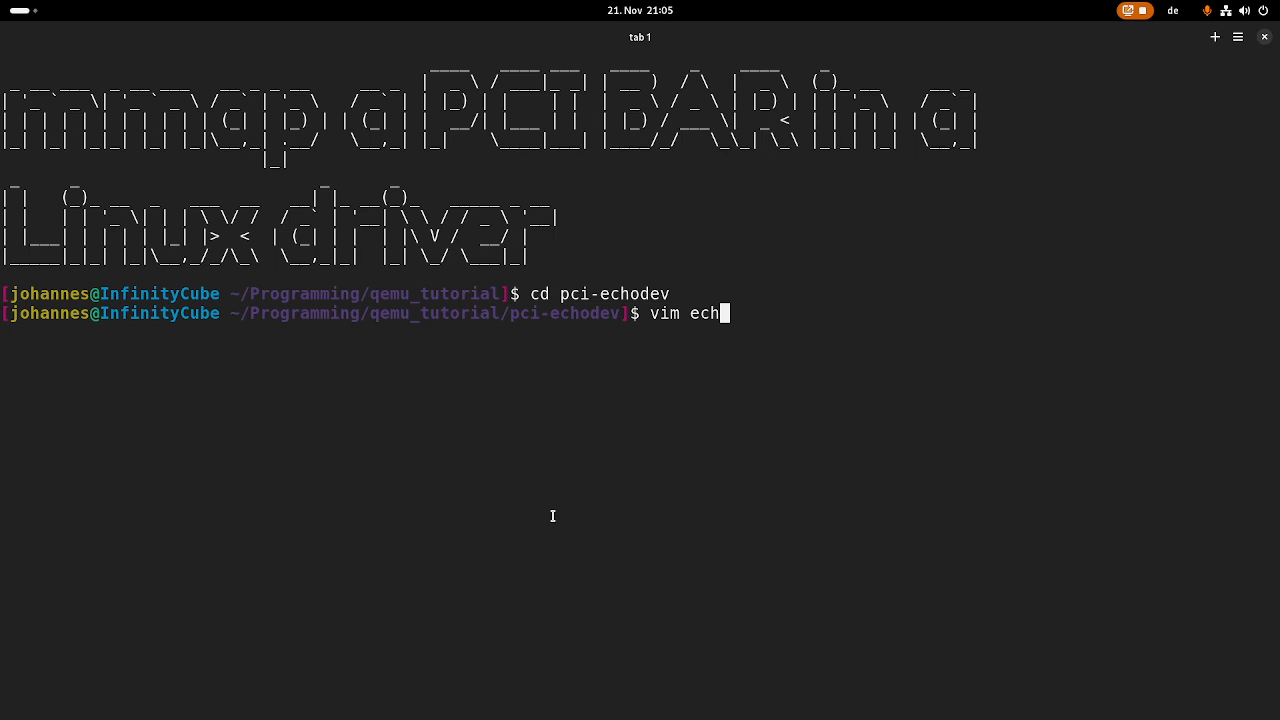 21. Nov 21:05
de
tab 1
mmap a PCI BAR in a
Linux driver
[johannes@InfinityCube ~/Programming/qemu_tutorial]$ cd pci-echodev
[johannes@InfinityCube ~/Programming/qemu_tutorial/pci-echodev]$ vim ech